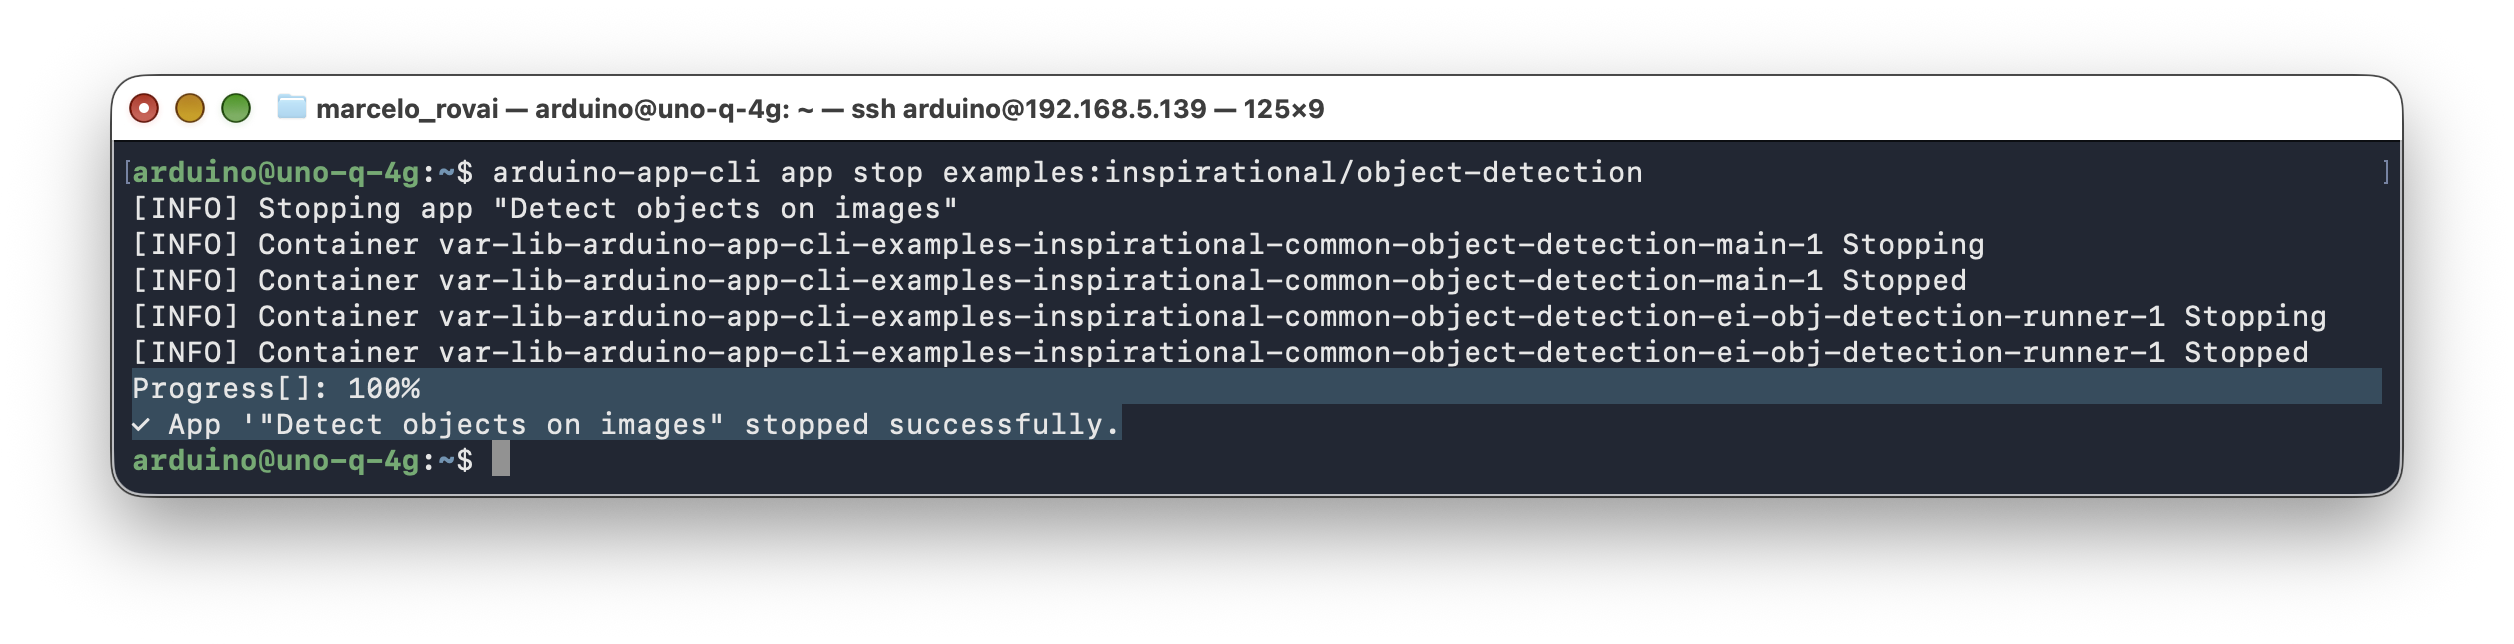 marcelo_rovai — arduino@uno-q-4g: ~ — ssh arduino@192.168.5.139 — 125×9
[arduino@uno-q-4g:~$ arduino-app-cli app stop examples:inspirational/object-detection ]
[INFO] Stopping app "Detect objects on images"
[INFO] Container var-lib-arduino-app-cli-examples-inspirational-common-object-detection-main-1 Stopping
[INFO] Container var-lib-arduino-app-cli-examples-inspirational-common-object-detection-main-1 Stopped
[INFO] Container var-lib-arduino-app-cli-examples-inspirational-common-object-detection-ei-obj-detection-runner-1 Stopping
[INFO] Container var-lib-arduino-app-cli-examples-inspirational-common-object-detection-ei-obj-detection-runner-1 Stopped
Progress[]: 100%
✓ App '"Detect objects on images" stopped successfully.
arduino@uno-q-4g:~$